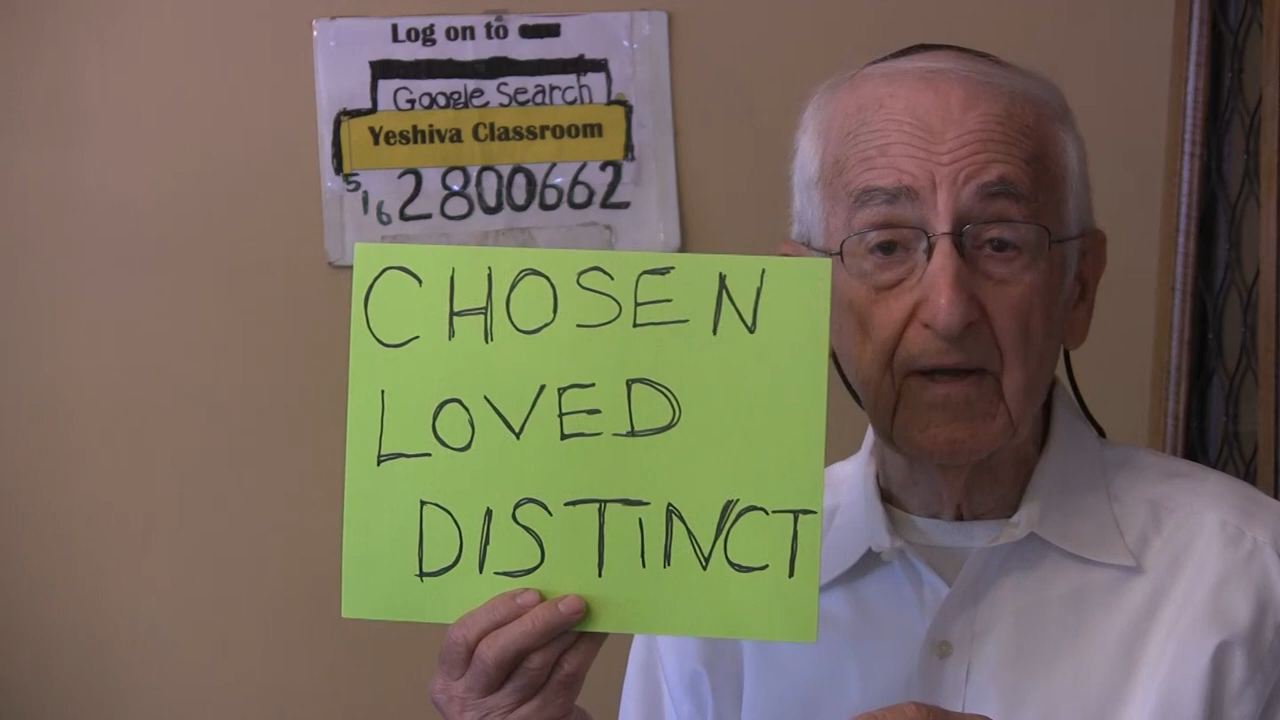 Log on to
Google Search
Yeshiva Classroom
516 2800662
CHOSEN
LOVED
DISTINCT